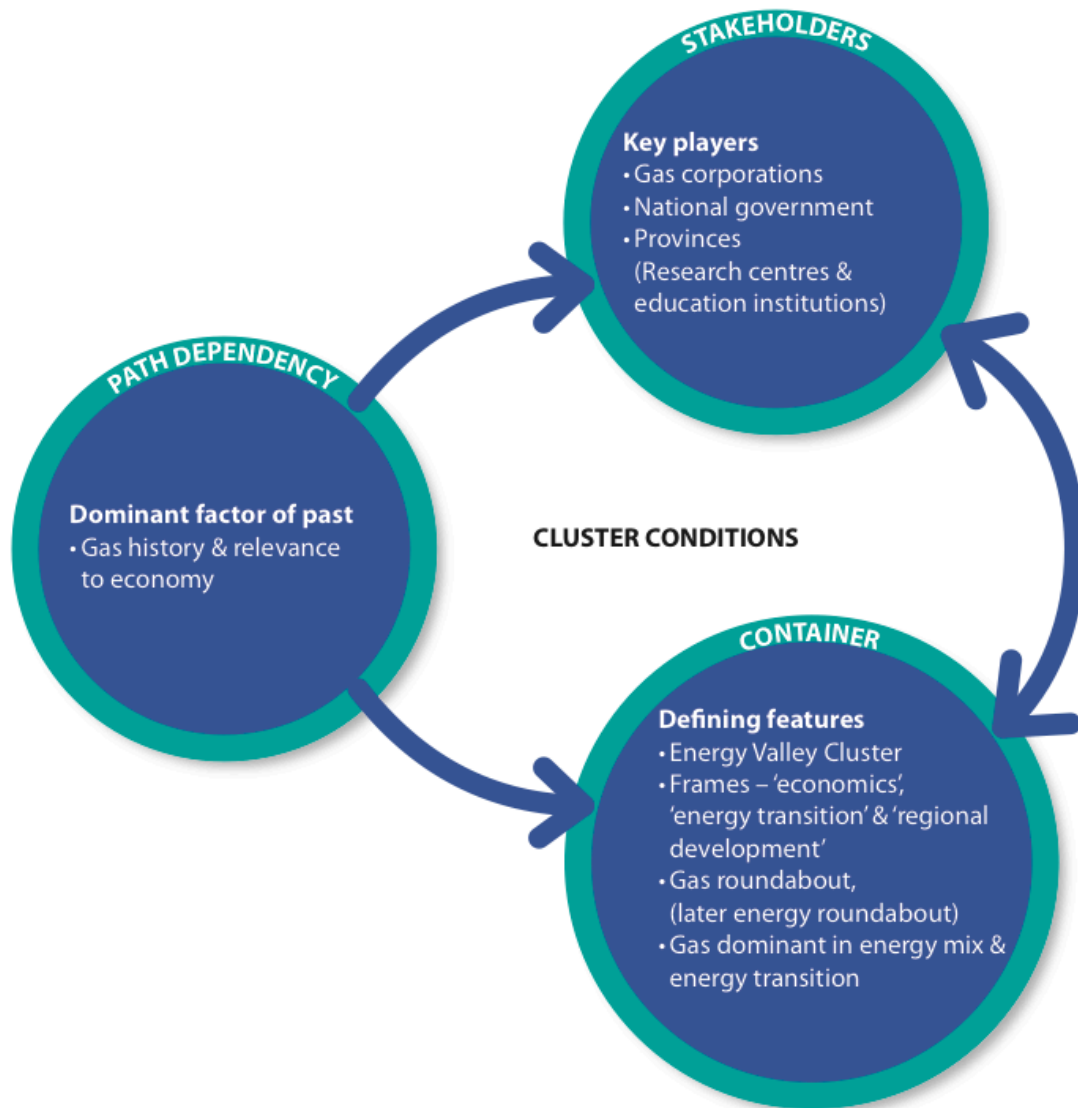 STAKEHOLDERS
Key players
• Gas corporations
• National government
• Provinces
(Research centres &
education institutions)
PATH DEPENDENCY
Dominant factor of past
• Gas history & relevance
to economy
CLUSTER CONDITIONS
CONTAINER
Defining features
• Energy Valley Cluster
• Frames – ‘economics’,
‘energy transition’ & ‘regional
development’
• Gas roundabout,
(later energy roundabout)
• Gas dominant in energy mix &
energy transition